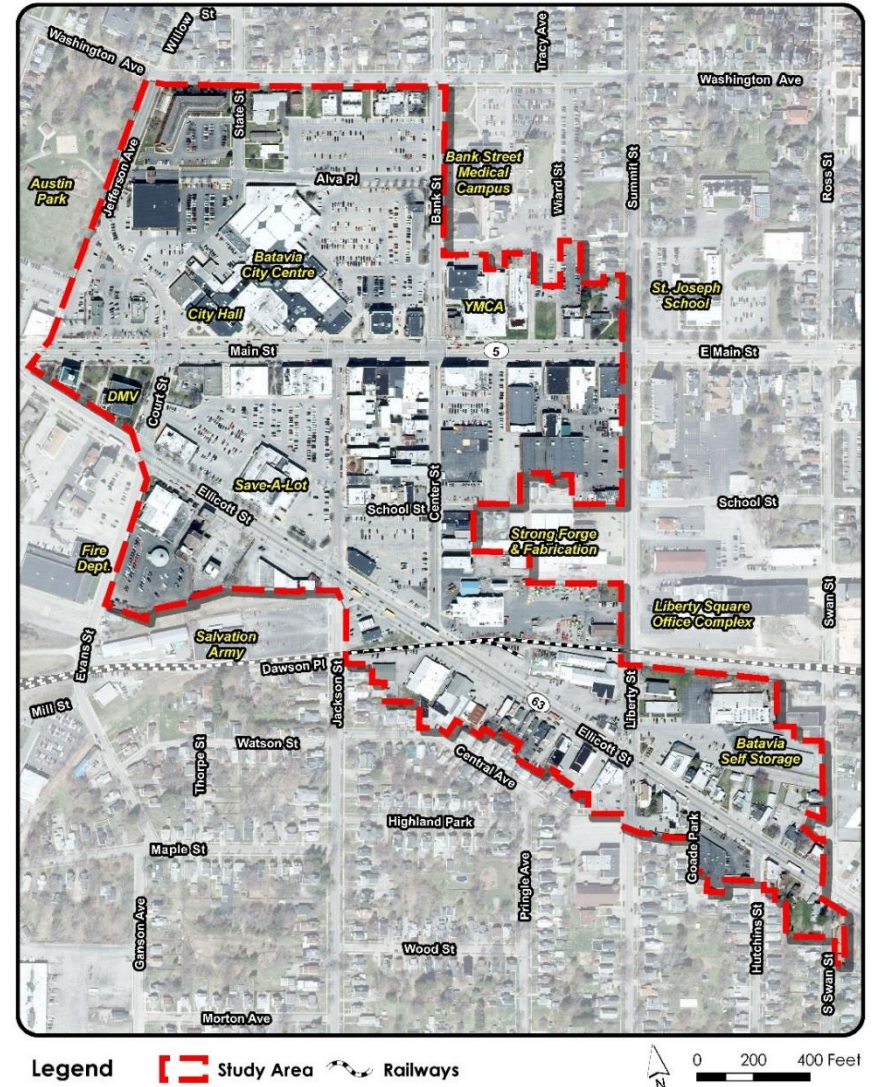 Willow St
Washington Ave
Tracy Ave
Washington Ave
State St
Jefferson Ave
Austin
Park
Alva Pl
Bank St
Bank Street
Medical
Campus
Wiard St
Summit St
Ross St
Batavia
City Centre
City Hall
YMCA
St. Joseph
School
Main St
5
E Main St
DMV
Court St
Save-A-Lot
Ellicott St
School St
Center St
School St
Strong Forge
& Fabrication
Fire
Dept.
Liberty Square
Office Complex
Swan St
Salvation
Army
Evans St
Dawson Pl
Jackson St
Mill St
63
Ellicott St
Liberty St
Batavia
Self Storage
Thorpe St
Watson St
Central Ave
Highland Park
Goade Park
Maple St
Pringle Ave
Ganson Ave
Wood St
Hutchins St
S Swan St
Morton Ave
Legend
Study Area
Railways
N
0 200 400 Feet